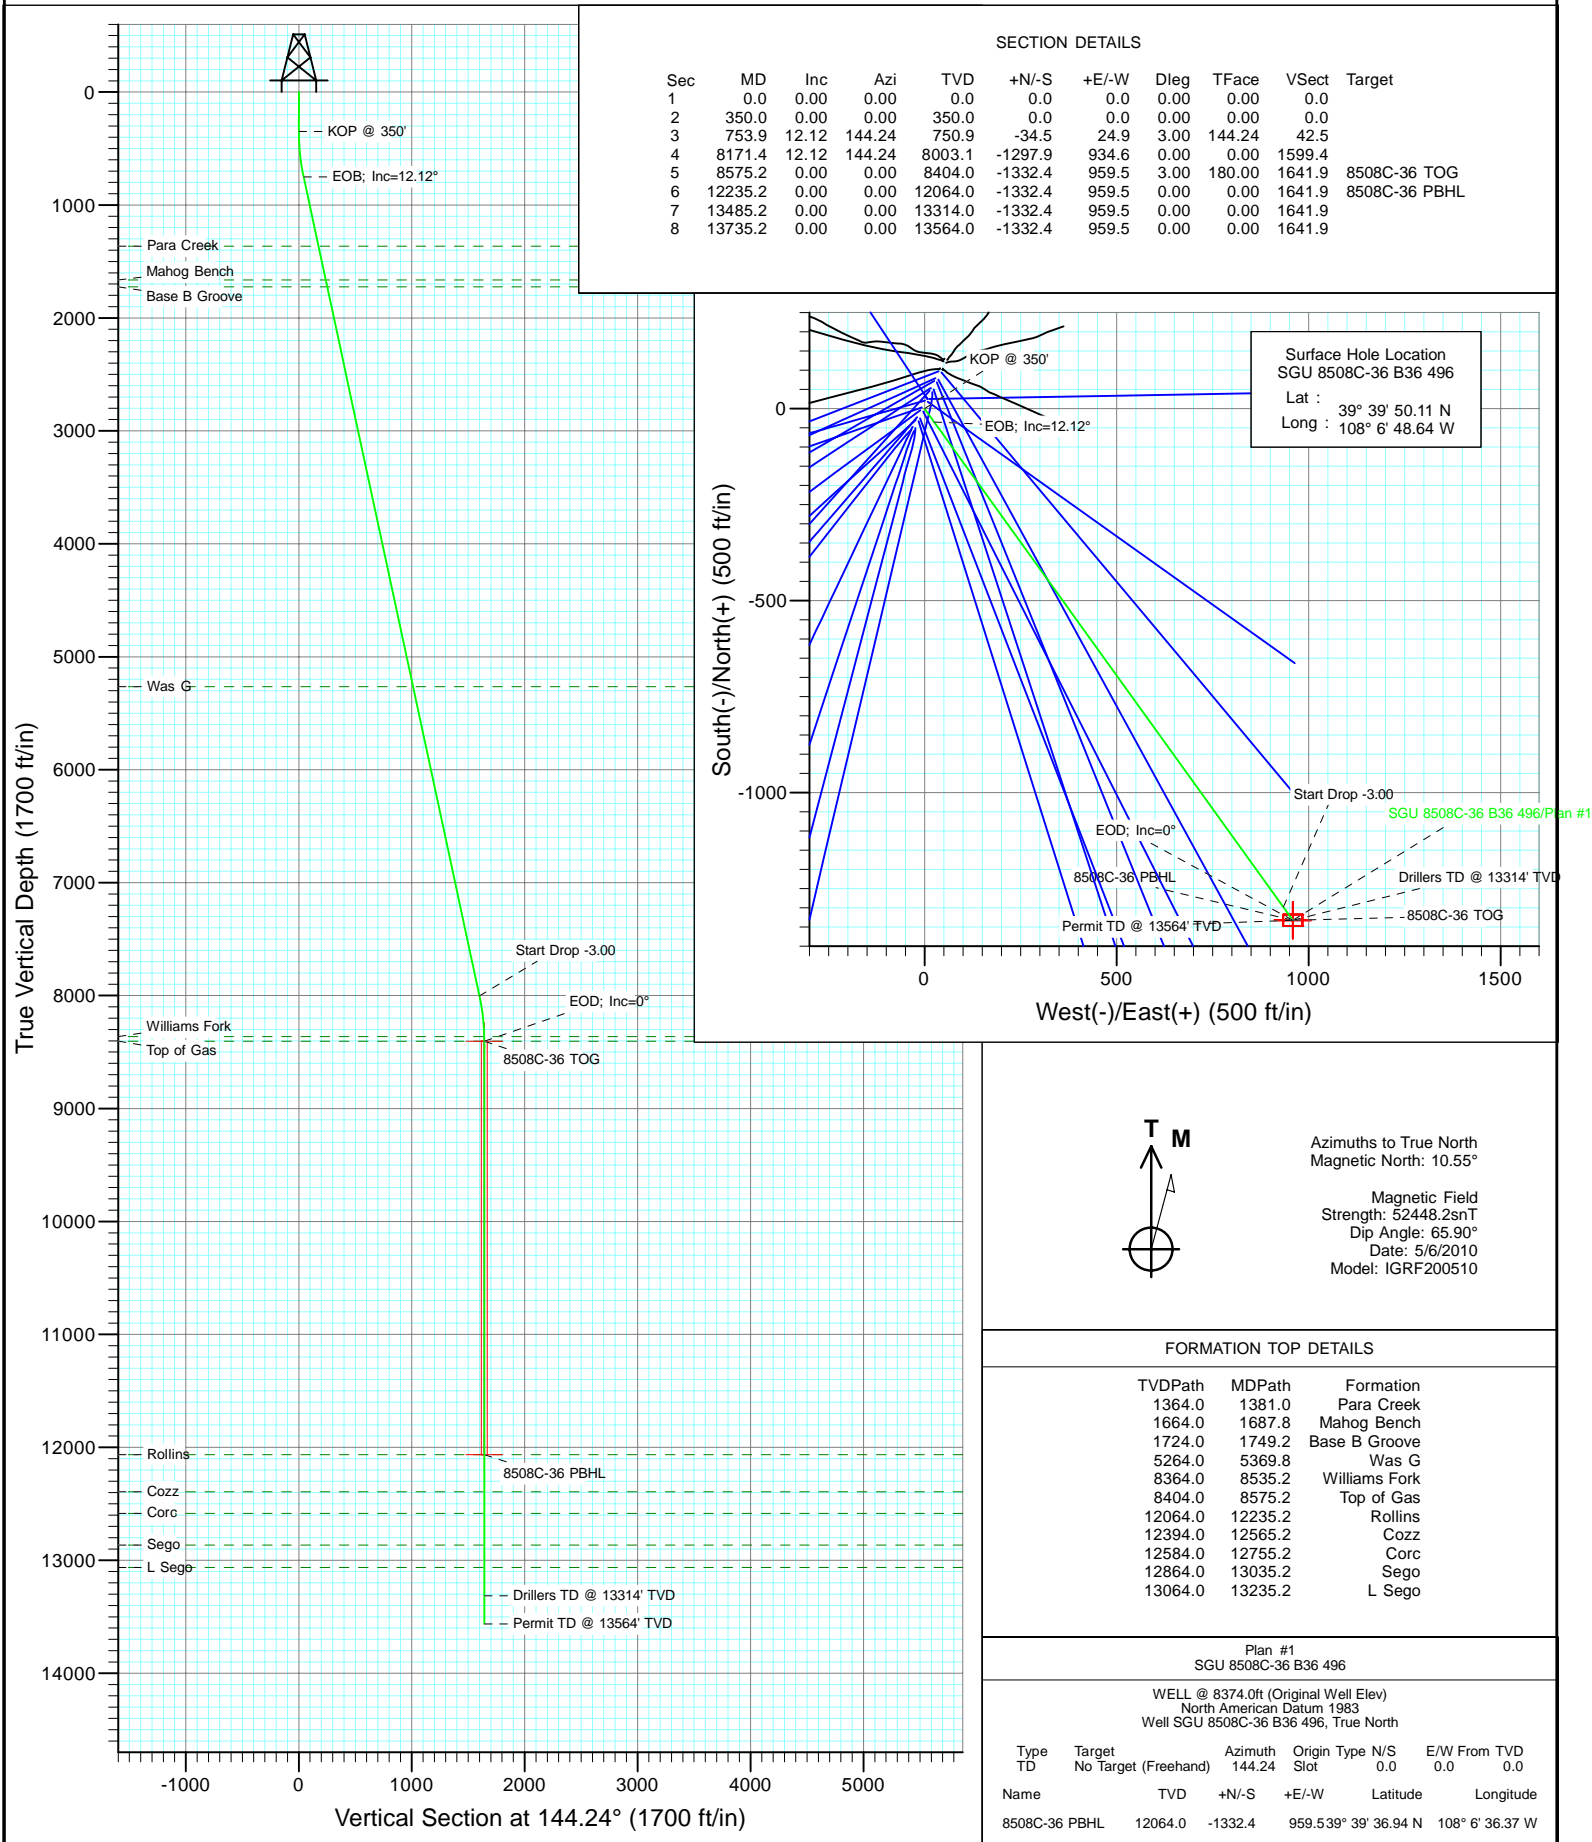 SECTION DETAILS
Sec MD Inc Azi TVD +N/-S +E/-W Dleg TFace VSect Target
1 0.0 0.00 0.00 0.0 0.0 0.0 0.00 0.00 0.0
2 350.0 0.00 0.00 350.0 0.0 0.0 0.00 0.00 0.0
3 753.9 12.12 144.24 750.9 -34.5 24.9 3.00 144.24 42.5
4 8171.4 12.12 144.24 8003.1 -1297.9 934.6 0.00 0.00 1599.4
5 8575.2 0.00 0.00 8404.0 -1332.4 959.5 3.00 180.00 1641.9 8508C-36 TOG
6 12235.2 0.00 0.00 12064.0 -1332.4 959.5 0.00 0.00 1641.9 8508C-36 PBHL
7 13485.2 0.00 0.00 13314.0 -1332.4 959.5 0.00 0.00 1641.9
8 13735.2 0.00 0.00 13564.0 -1332.4 959.5 0.00 0.00 1641.9
True Vertical Depth (1700 ft/in)
0
1000
2000
3000
4000
5000
6000
7000
8000
9000
10000
11000
12000
13000
14000
KOP @ 350'
EOB; Inc=12.12°
Para Creek
Mahog Bench
Base B Groove
Was G
Start Drop -3.00
EOD; Inc=0°
Williams Fork
Top of Gas
8508C-36 TOG
Rollins
8508C-36 PBHL
Cozz
Corc
Sego
L Sego
Drillers TD @ 13314' TVD
Permit TD @ 13564' TVD
-1000 0 1000 2000 3000 4000 5000
Vertical Section at 144.24° (1700 ft/in)
South(-)/North(+) (500 ft/in)
0
-500
-1000
KOP @ 350'
EOB; Inc=12.12°
Surface Hole Location
SGU 8508C-36 B36 496
Lat : 39° 39' 50.11 N
Long : 108° 6' 48.64 W
Start Drop -3.00
SGU 8508C-36 B36 496/Plan #1
EOD; Inc=0°
8508C-36 PBHL
Drillers TD @ 13314' TVD
8508C-36 TOG
Permit TD @ 13564' TVD
0 500 1000 1500
West(-)/East(+) (500 ft/in)
T M
Azimuths to True North
Magnetic North: 10.55°
Magnetic Field
Strength: 52448.2snT
Dip Angle: 65.90°
Date: 5/6/2010
Model: IGRF200510
FORMATION TOP DETAILS
TVDPath MDPath Formation
1364.0 1381.0 Para Creek
1664.0 1687.8 Mahog Bench
1724.0 1749.2 Base B Groove
5264.0 5369.8 Was G
8364.0 8535.2 Williams Fork
8404.0 8575.2 Top of Gas
12064.0 12235.2 Rollins
12394.0 12565.2 Cozz
12584.0 12755.2 Corc
12864.0 13035.2 Sego
13064.0 13235.2 L Sego
Plan #1
SGU 8508C-36 B36 496
WELL @ 8374.0ft (Original Well Elev)
North American Datum 1983
Well SGU 8508C-36 B36 496, True North
Type Target Azimuth Origin Type N/S E/W From TVD
TD No Target (Freehand) 144.24 Slot 0.0 0.0 0.0
Name TVD +N/-S +E/-W Latitude Longitude
8508C-36 PBHL 12064.0 -1332.4 959.539° 39' 36.94 N 108° 6' 36.37 W